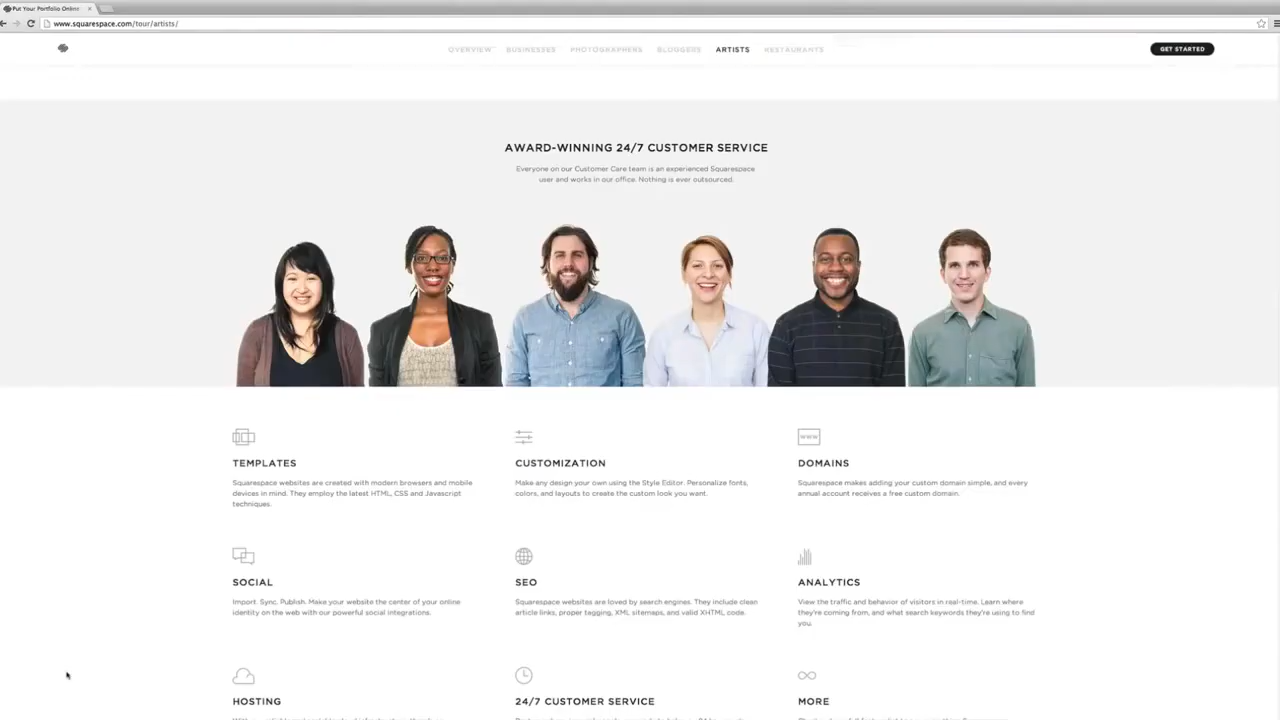 Put Your Portfolio Online
www.squarespace.com/tour/artists/
OVERVIEW BUSINESSES PHOTOGRAPHERS BLOGGERS ARTISTS RESTAURANTS
GET STARTED
AWARD-WINNING 24/7 CUSTOMER SERVICE
Everyone on our Customer Care team is an experienced Squarespace
user and works in our office. Nothing is ever outsourced.
TEMPLATES
Squarespace websites are created with modern browsers and mobile
devices in mind. They employ the latest HTML, CSS and Javascript
techniques.
CUSTOMIZATION
Make any design your own using the Style Editor. Personalize fonts,
colors, and layouts to create the custom look you want.
WWW
DOMAINS
Squarespace makes adding your custom domain simple, and every
annual account receives a free custom domain.
SOCIAL
Import. Sync. Publish. Make your website the center of your online
identity on the web with our powerful social integrations.
SEO
Squarespace websites are loved by search engines. They include clean
article links, proper tagging, XML sitemaps, and valid XHTML code.
ANALYTICS
View the traffic and behavior of visitors in real-time. Learn where
they're coming from, and what search keywords they're using to find
you.
HOSTING
24/7 CUSTOMER SERVICE
MORE